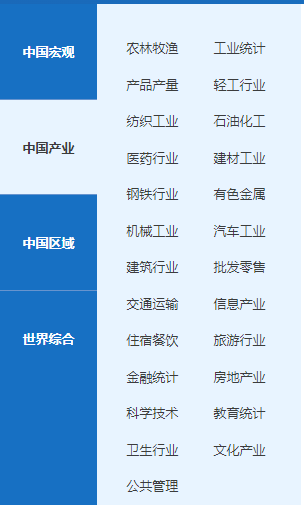 中国宏观
中国产业
中国区域
世界综合
农林牧渔 工业统计
产品产量 轻工行业
纺织工业 石油化工
医药行业 建材工业
钢铁行业 有色金属
机械工业 汽车工业
建筑行业 批发零售
交通运输 信息产业
住宿餐饮 旅游行业
金融统计 房地产业
科学技术 教育统计
卫生行业 文化产业
公共管理